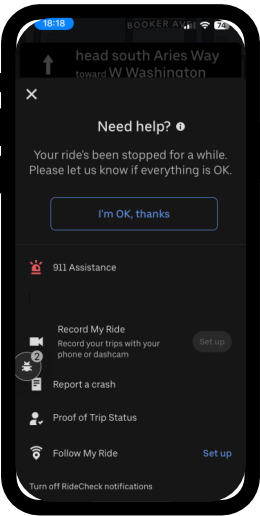 18:18
BOOKER AVE
74
head south Aries Way
toward W Washington
Need help?
Your ride's been stopped for a while.
Please let us know if everything is OK.
I'm OK, thanks
911 Assistance
Record My Ride
Record your trips with your
phone or dashcam
Set up
2
Report a crash
Proof of Trip Status
Follow My Ride
Set up
Turn off RideCheck notifications